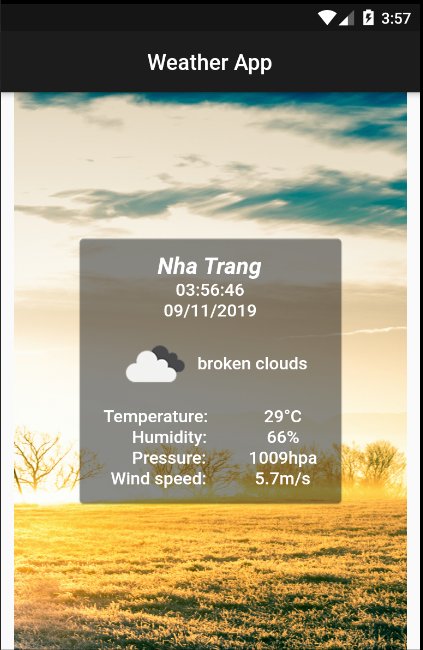 3:57
Weather App
Nha Trang
03:56:46
09/11/2019
broken clouds
Temperature: 29°C
Humidity: 66%
Pressure: 1009hpa
Wind speed: 5.7m/s